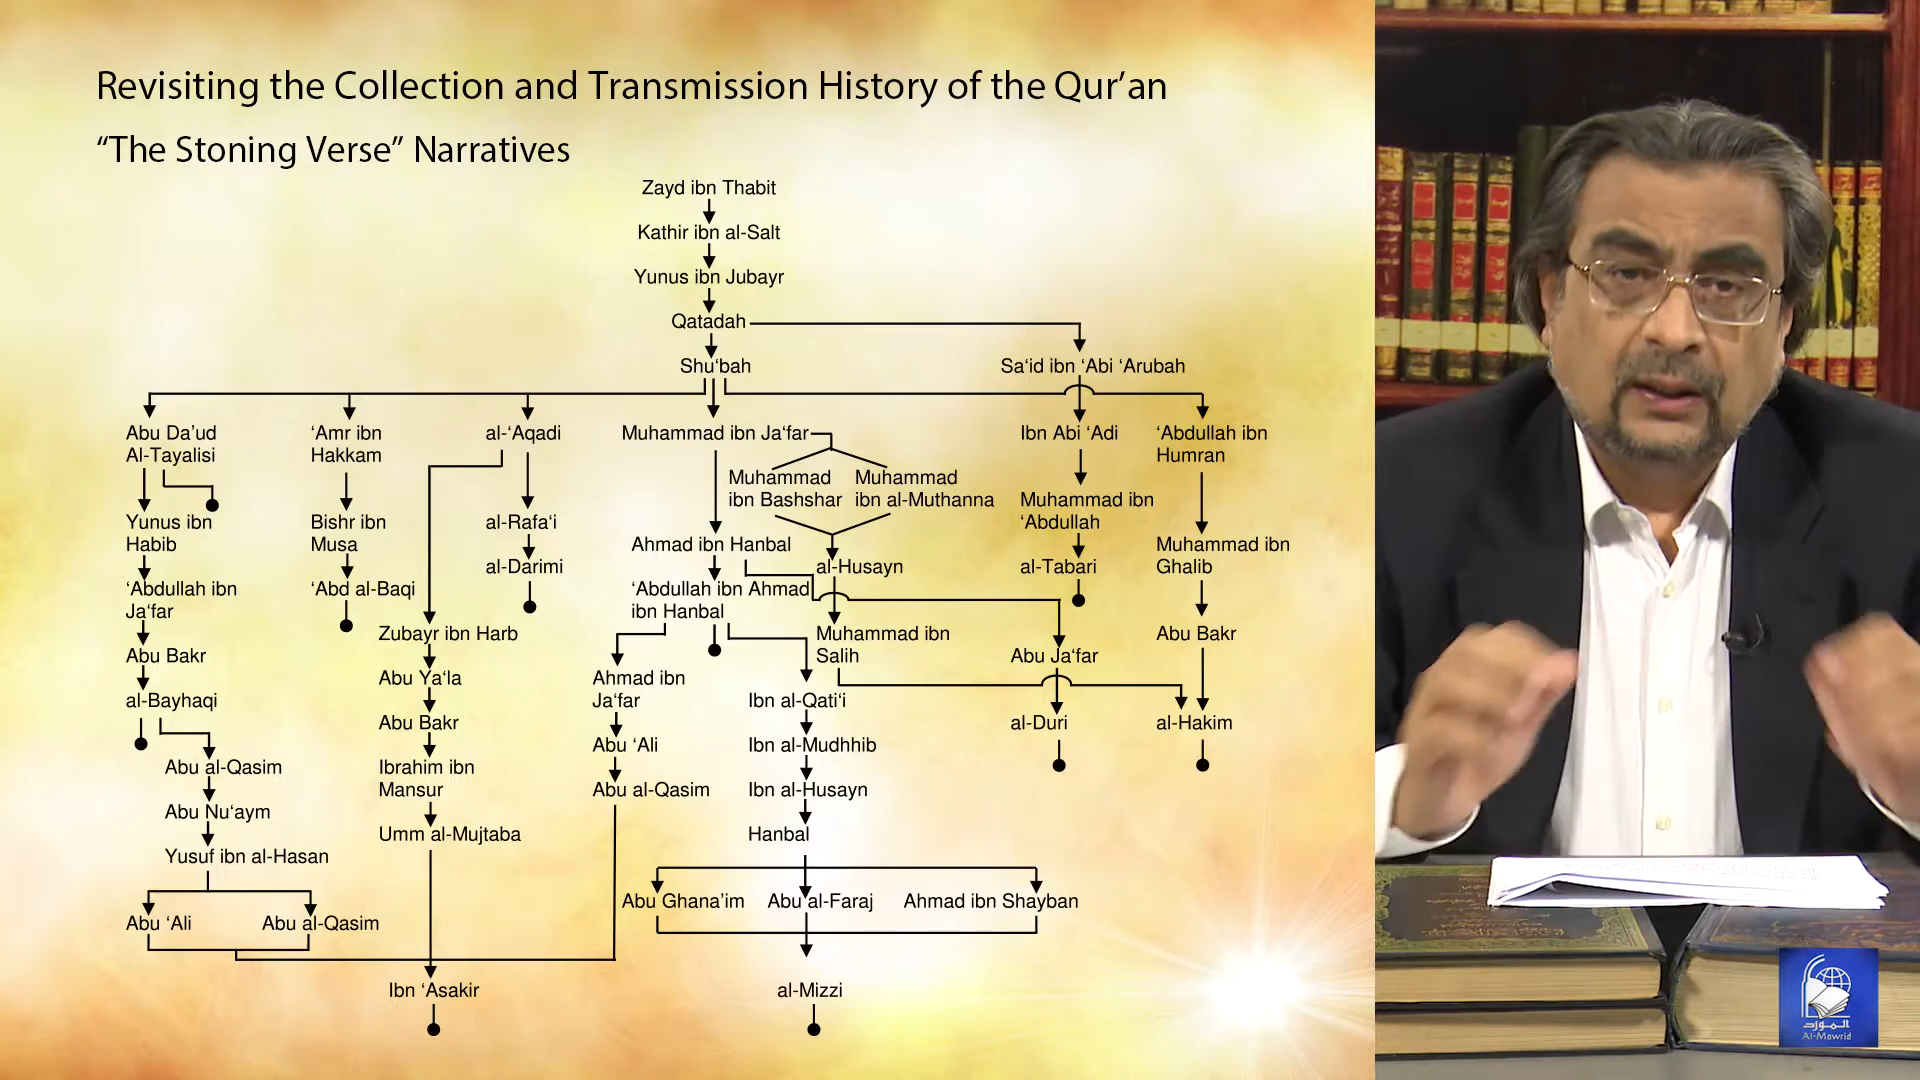 Revisiting the Collection and Transmission History of the Qur’an
“The Stoning Verse” Narratives
Zayd ibn Thabit
Kathir ibn al-Salt
Yunus ibn Jubayr
Qatadah
Shu‘bah
Sa‘id ibn ‘Abi ‘Arubah
Abu Da’ud
Al-Tayalisi
‘Amr ibn
Hakkam
al-‘Aqadi
Muhammad ibn Ja‘far
Ibn Abi ‘Adi
‘Abdullah ibn
Humran
Muhammad
ibn Bashshar
Muhammad
ibn al-Muthanna
Muhammad ibn
‘Abdullah
Yunus ibn
Habib
Bishr ibn
Musa
al-Rafa‘i
Ahmad ibn Hanbal
Muhammad ibn
Ghalib
al-Darimi
al-Husayn
al-Tabari
‘Abdullah ibn
Ja‘far
‘Abd al-Baqi
‘Abdullah ibn Ahmad
ibn Hanbal
Zubayr ibn Harb
Muhammad ibn
Salih
Abu Bakr
Abu Bakr
Abu Ja‘far
Abu Ya‘la
Ahmad ibn
Ja‘far
al-Bayhaqi
Ibn al-Qati‘i
Abu Bakr
al-Duri
al-Hakim
Abu ‘Ali
Ibn al-Mudhhib
Abu al-Qasim
Ibrahim ibn
Mansur
Abu al-Qasim
Ibn al-Husayn
Abu Nu‘aym
Umm al-Mujtaba
Hanbal
Yusuf ibn al-Hasan
Abu Ghana’im
Abu al-Faraj
Ahmad ibn Shayban
Abu ‘Ali
Abu al-Qasim
Ibn ‘Asakir
al-Mizzi
المورد
Al-Mawrid